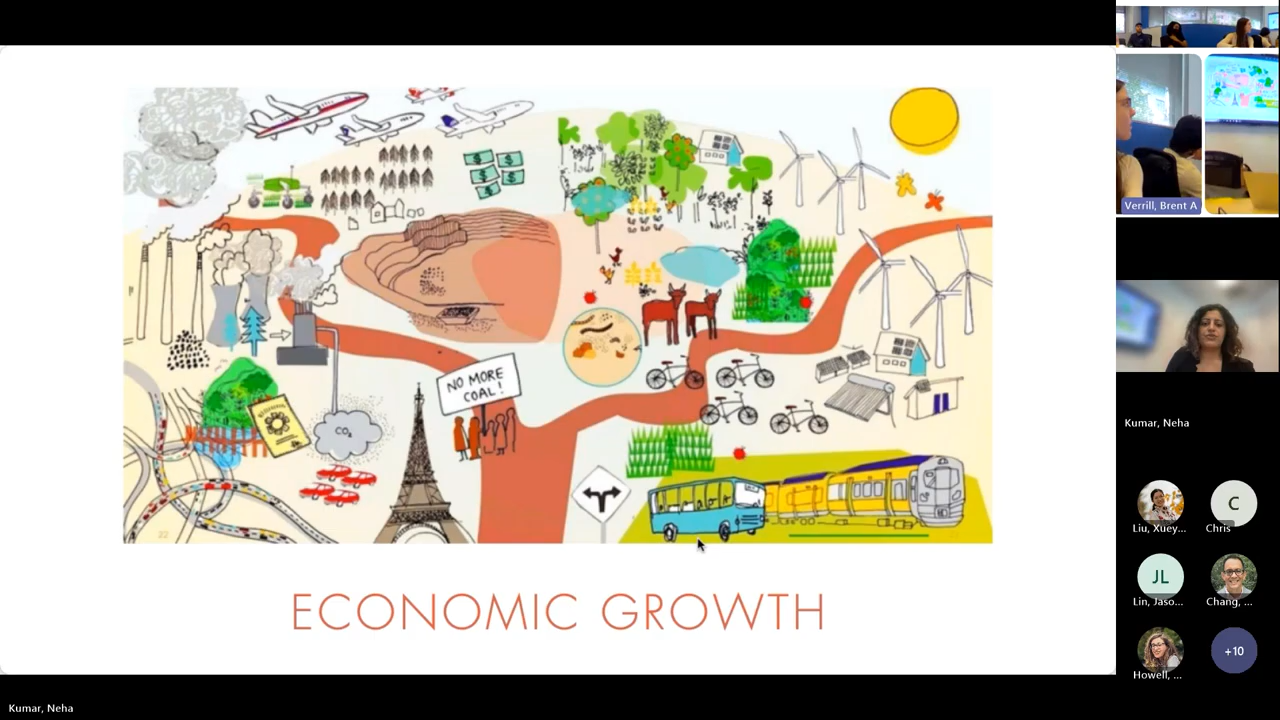 NO MORE
COAL!
CO₂
$ $
$ $
$
22
ECONOMIC GROWTH
Verrill, Brent A
Kumar, Neha
Liu, Xuey...
Chris
C
JL
Lin, Jaso...
Chang, ...
Howell, ...
+10
Kumar, Neha